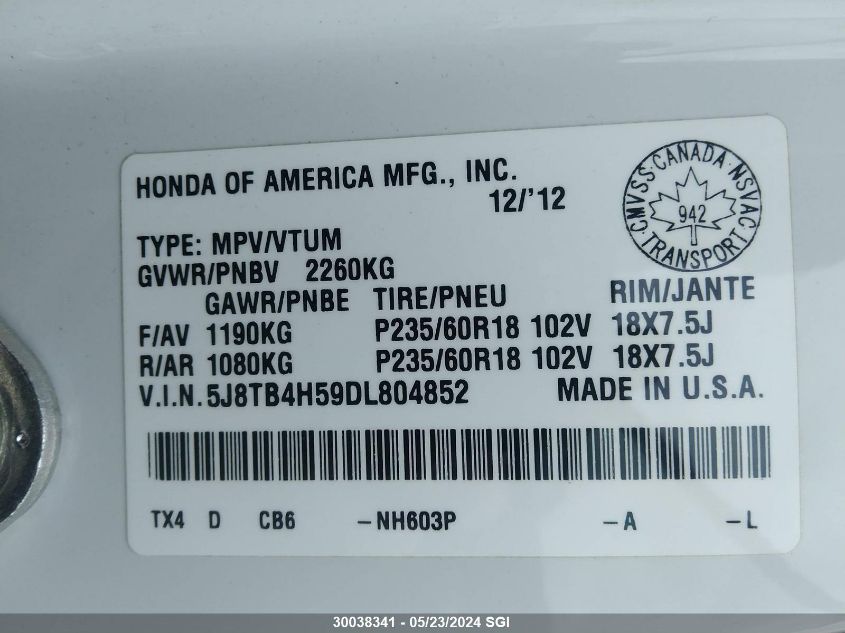 HONDA OF AMERICA MFG., INC.
12/'12
CMVSS · CANADA · NSVAC
942
TRANSPORT
TYPE: MPV/VTUM
GVWR/PNBV 2260KG
GAWR/PNBE TIRE/PNEU RIM/JANTE
F/AV 1190KG P235/60R18 102V 18X7.5J
R/AR 1080KG P235/60R18 102V 18X7.5J
V.I.N. 5J8TB4H59DL804852 MADE IN U.S.A.
TX4 D CB6 -NH603P -A -L
30038341 - 05/23/2024 SGI